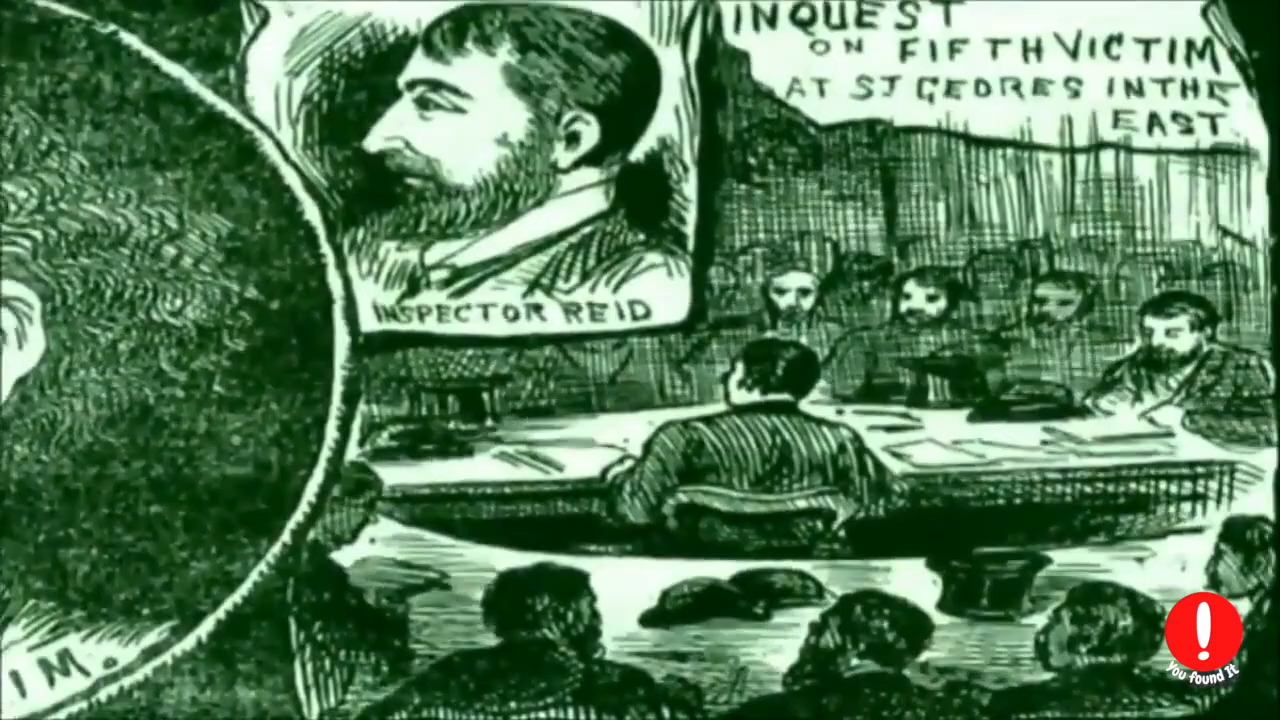 INQUEST
ON FIFTH VICTIM
AT ST GEORES IN THE
EAST
INSPECTOR REID
IM.
!
You found It